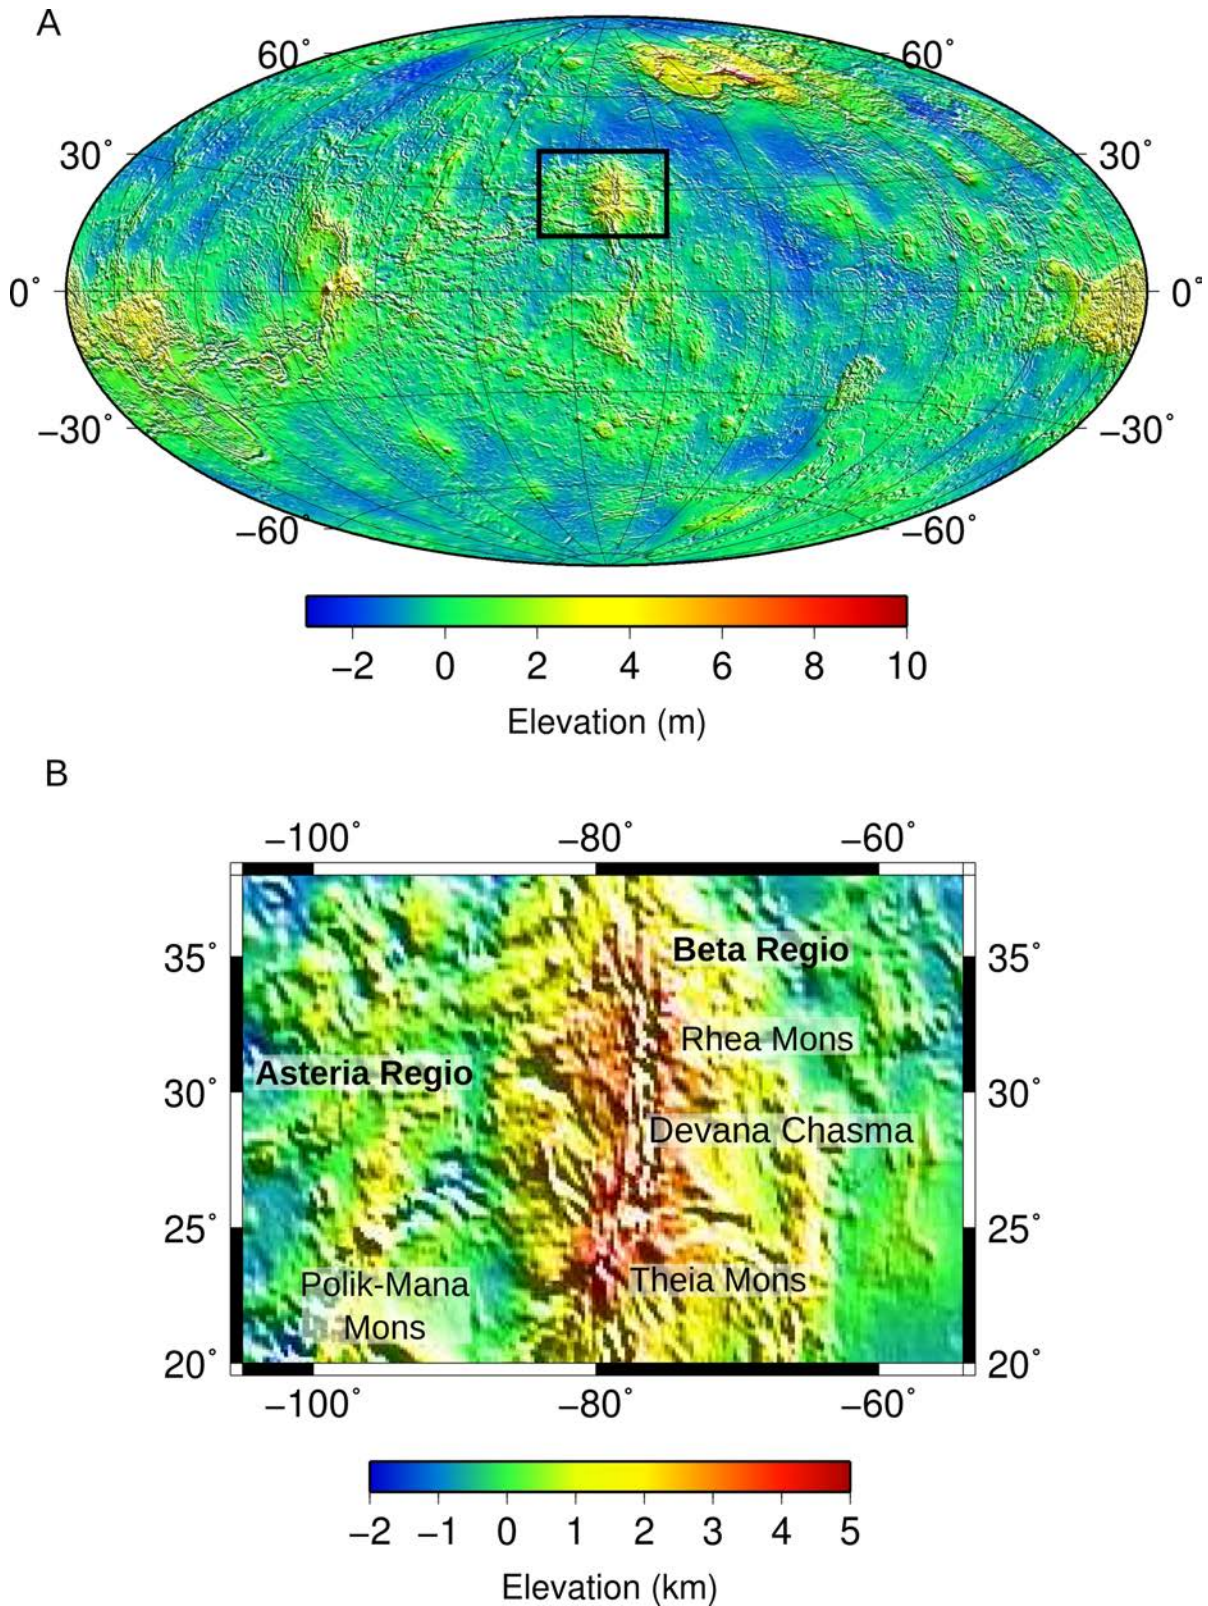 A
60° 60°
30° 30°
0° 0°
−30° −30°
−60° −60°
−2 0 2 4 6 8 10
Elevation (m)
B
−100° −80° −60°
35° 35°
Beta Regio
Rhea Mons
Asteria Regio
30° 30°
Devana Chasma
25° 25°
Polik-Mana
Mons
Theia Mons
20° 20°
−100° −80° −60°
−2 −1 0 1 2 3 4 5
Elevation (km)